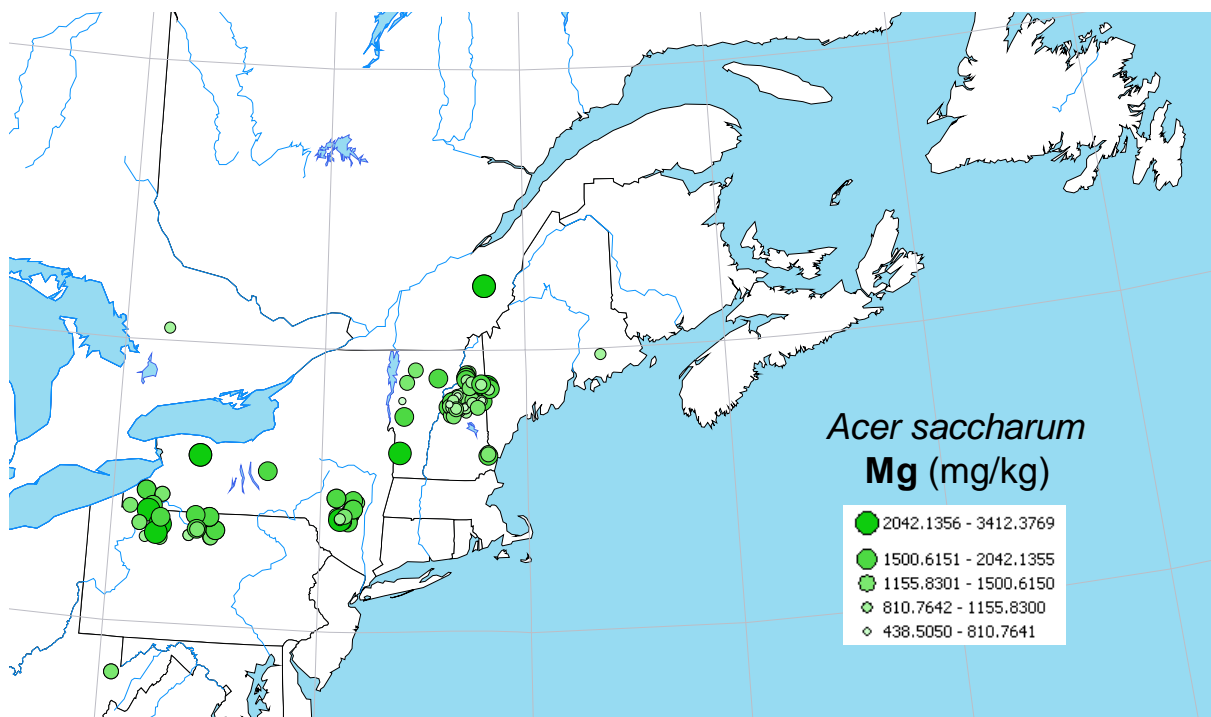 Acer saccharum
Mg (mg/kg)
2042.1356 - 3412.3769
1500.6151 - 2042.1355
1155.8301 - 1500.6150
810.7642 - 1155.8300
438.5050 - 810.7641